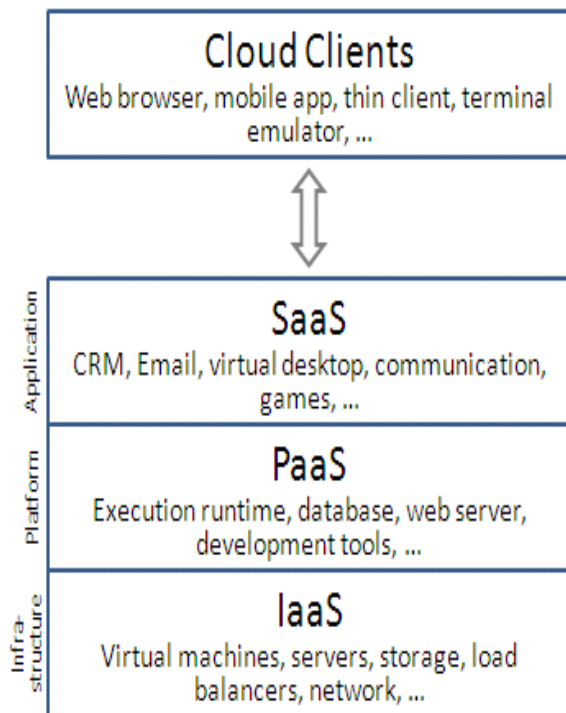 Cloud Clients
Web browser, mobile app, thin client, terminal
emulator, ...
Application
SaaS
CRM, Email, virtual desktop, communication,
games, ...
Platform
PaaS
Execution runtime, database, web server,
development tools, ...
Infra-
structure
IaaS
Virtual machines, servers, storage, load
balancers, network, ...